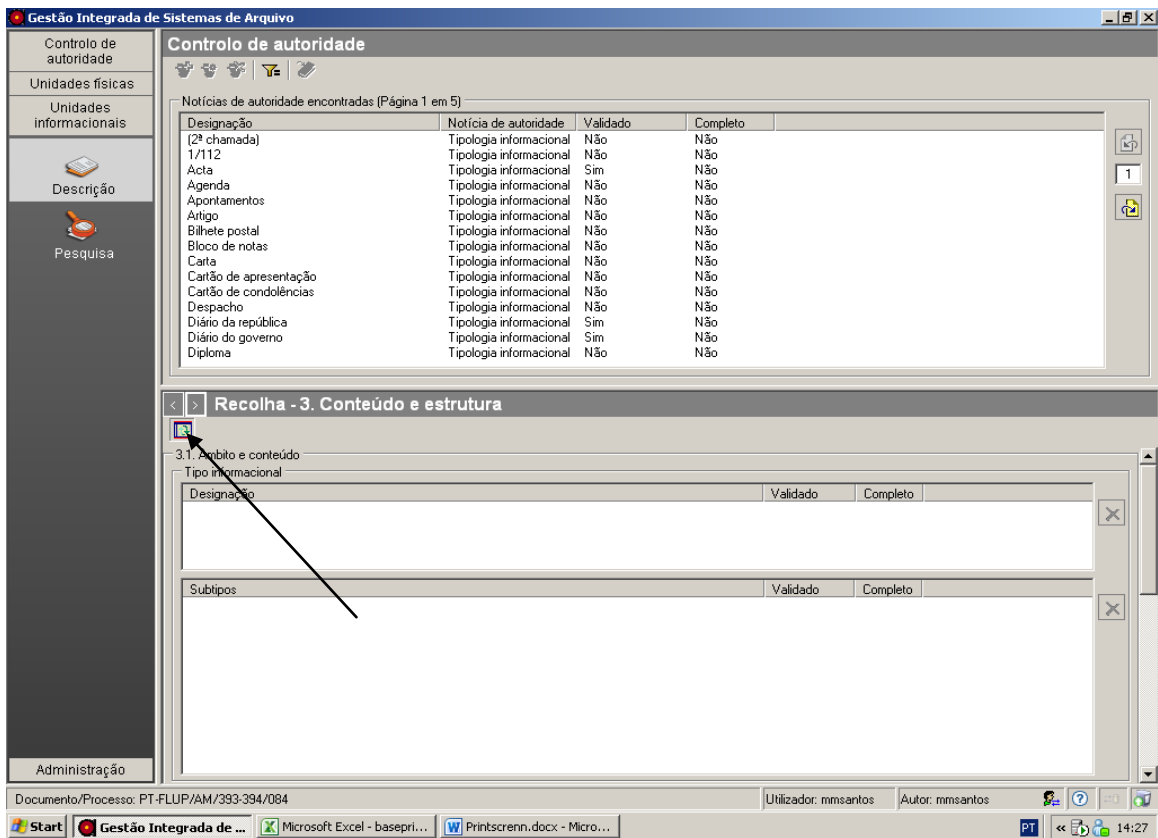 Gestão Integrada de Sistemas de Arquivo
Controlo de
autoridade
Unidades físicas
Unidades
informacionais
Descrição
Pesquisa
Administração
Controlo de autoridade
Notícias de autoridade encontradas (Página 1 em 5)
Designação Notícia de autoridade Validado Completo
(2ª chamada) Tipologia informacional Não Não
1/112 Tipologia informacional Não Não
Acta Tipologia informacional Sim Não
Agenda Tipologia informacional Não Não
Apontamentos Tipologia informacional Não Não
Artigo Tipologia informacional Não Não
Bilhete postal Tipologia informacional Não Não
Bloco de notas Tipologia informacional Não Não
Carta Tipologia informacional Não Não
Cartão de apresentação Tipologia informacional Não Não
Cartão de condolências Tipologia informacional Não Não
Despacho Tipologia informacional Não Não
Diário da república Tipologia informacional Sim Não
Diário do governo Tipologia informacional Sim Não
Diploma Tipologia informacional Não Não
1
< > Recolha - 3. Conteúdo e estrutura
3.1. Âmbito e conteúdo
Tipo informacional
Designação Validado Completo
Subtipos Validado Completo
Documento/Processo: PT-FLUP/AM/393-394/084 Utilizador: mmsantos Autor: mmsantos
Start Gestão Integrada de ... Microsoft Excel - basepri... Printscrenn.docx - Micro... PT « 14:27